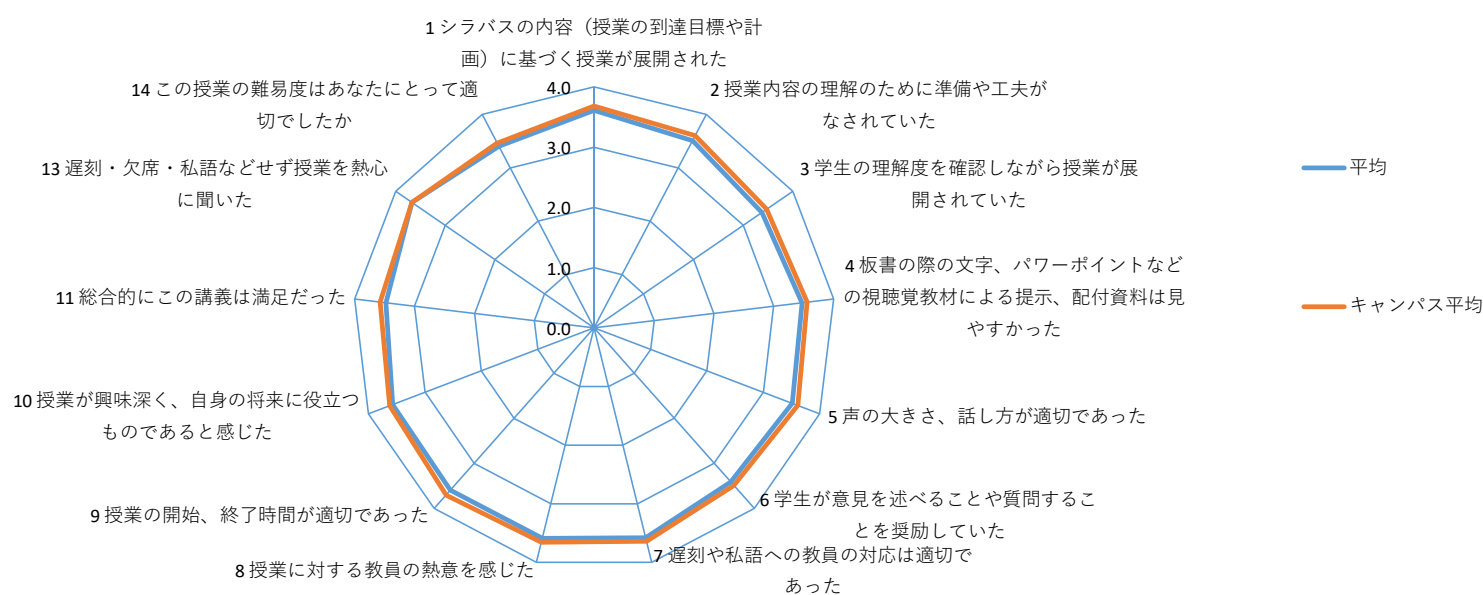 1 シラバスの内容（授業の到達目標や計
画）に基づく授業が展開された
2 授業内容の理解のために準備や工夫が
なされていた
3 学生の理解度を確認しながら授業が展
開されていた
4 板書の際の文字、パワーポイントなど
の視聴覚教材による提示、配付資料は見
やすかった
5 声の大きさ、話し方が適切であった
6 学生が意見を述べることや質問するこ
とを奨励していた
7 遅刻や私語への教員の対応は適切で
あった
8 授業に対する教員の熱意を感じた
9 授業の開始、終了時間が適切であった
10 授業が興味深く、自身の将来に役立つ
ものであると感じた
11 総合的にこの講義は満足だった
13 遅刻・欠席・私語などせず授業を熱心
に聞いた
14 この授業の難易度はあなたにとって適
切でしたか
4.0
3.0
2.0
1.0
0.0
平均
キャンパス平均